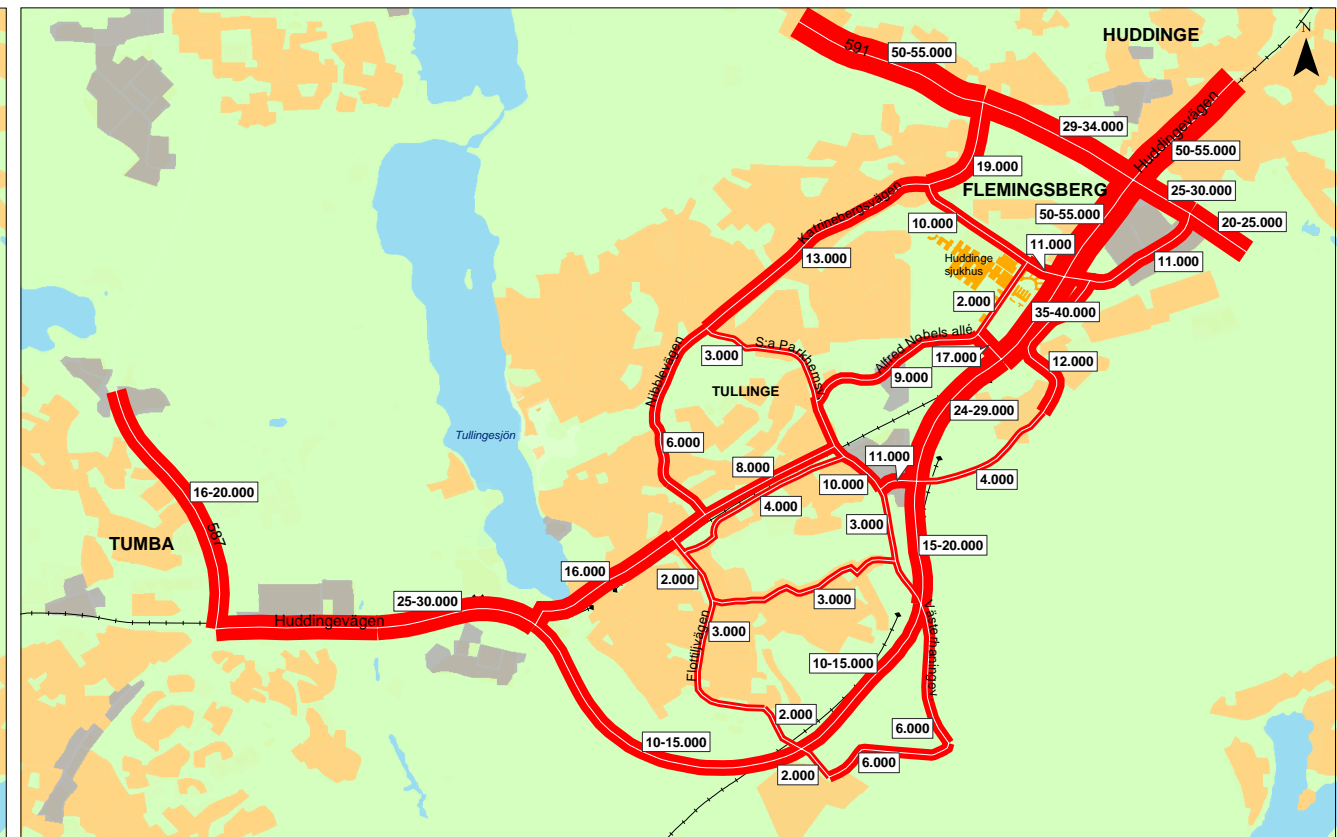 HUDDINGE
N
591
50-55.000
29-34.000
Huddingevägen
50-55.000
19.000
FLEMINGSBERG
25-30.000
Katrinebergsvägen
10.000
50-55.000
20-25.000
11.000
13.000
Huddinge
sjukhus
11.000
2.000
35-40.000
Alfred Nobels allé
S:a Parkhemsv
3.000
17.000
12.000
Nibblevägen
9.000
TULLINGE
24-29.000
Tullingesjön
6.000
11.000
8.000
10.000
4.000
16-20.000
4.000
3.000
587
TUMBA
15-20.000
16.000
2.000
25-30.000
3.000
Huddingevägen
3.000
Flottiljvägen
Västerhaningev
10-15.000
2.000
6.000
10-15.000
6.000
2.000